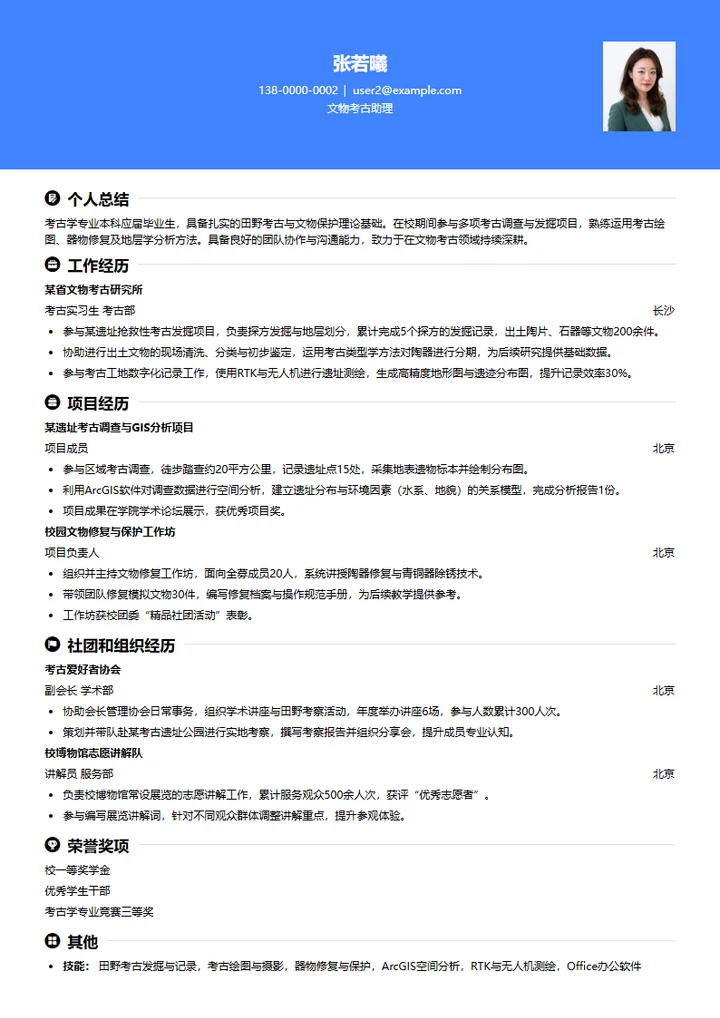 张若曦
138-0000-0002 | user2@example.com
文物考古助理
个人总结
考古学专业本科应届毕业生，具备扎实的田野考古与文物保护理论基础。在校期间参与多项考古调查与发掘项目，熟练运用考古绘
图、器物修复及地层学分析方法。具备良好的团队协作与沟通能力，致力于在文物考古领域持续深耕。
工作经历
某省文物考古研究所
考古实习生 考古部 长沙
• 参与某遗址抢救性考古发掘项目，负责探方发掘与地层划分，累计完成5个探方的发掘记录，出土陶片、石器等文物200余件。
• 协助进行出土文物的现场清洗、分类与初步鉴定，运用考古类型学方法对陶器进行分期，为后续研究提供基础数据。
• 参与考古工地数字化记录工作，使用RTK与无人机进行遗址测绘，生成高精度地形图与遗迹分布图，提升记录效率30%。
项目经历
某遗址考古调查与GIS分析项目
项目成员 北京
• 参与区域考古调查，徒步踏查约20平方公里，记录遗址点15处，采集地表遗物标本并绘制分布图。
• 利用ArcGIS软件对调查数据进行空间分析，建立遗址分布与环境因素（水系、地貌）的关系模型，完成分析报告1份。
• 项目成果在学院学术论坛展示，获优秀项目奖。
校园文物修复与保护工作坊
项目负责人 北京
• 组织并主持文物修复工作坊，面向全募成员20人，系统讲授陶器修复与青铜器除锈技术。
• 带领团队修复模拟文物30件，编写修复档案与操作规范手册，为后续教学提供参考。
• 工作坊获校团委“精品社团活动”表彰。
社团和组织经历
考古爱好者协会
副会长 学术部 北京
• 协助会长管理协会日常事务，组织学术讲座与田野考察活动，年度举办讲座6场，参与人数累计300人次。
• 策划并带队赴某考古遗址公园进行实地考察，撰写考察报告并组织分享会，提升成员专业认知。
校博物馆志愿讲解队
讲解员 服务部 北京
• 负责校博物馆常设展览的志愿讲解工作，累计服务观众500余人次，获评“优秀志愿者”。
• 参与编写展览讲解词，针对不同观众群体调整讲解重点，提升参观体验。
荣誉奖项
校一等奖学金
优秀学生干部
考古学专业竞赛三等奖
其他
• 技能： 田野考古发掘与记录，考古绘图与摄影，器物修复与保护，ArcGIS空间分析，RTK与无人机测绘，Office办公软件